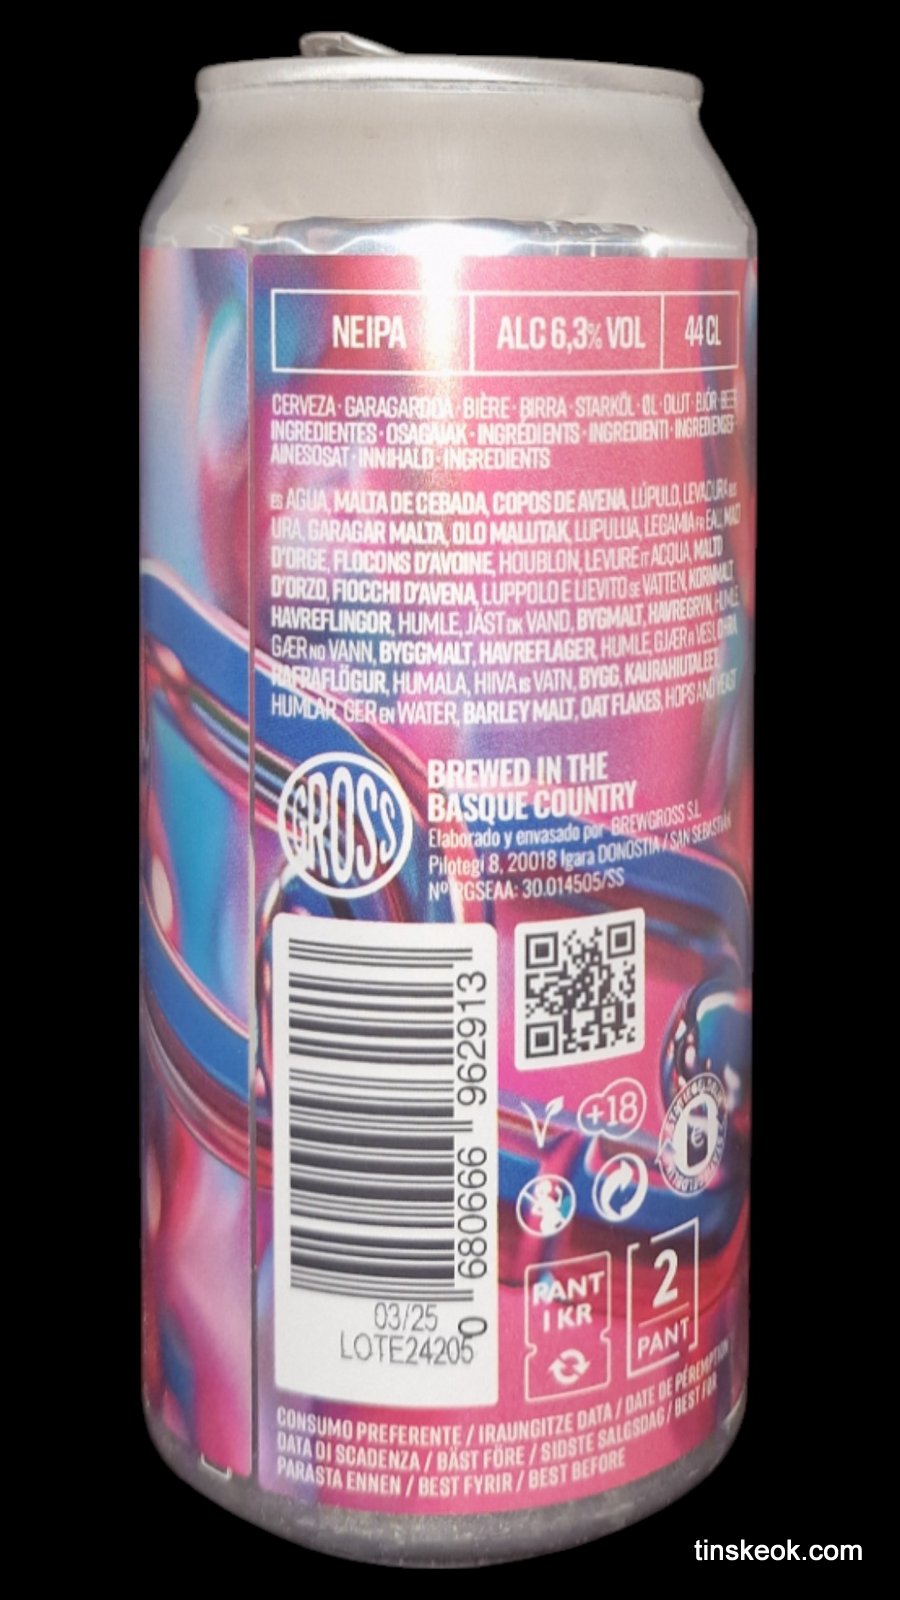 NEIPA ALC 6,3% VOL 44 CL
CERVEZA · GARAGARDOA · BIÈRE · BIRRA · STARKÖL · ØL · OLUT · BJÓR · BEER
INGREDIENTES · OSAGAIAK · INGRÉDIENTS · INGREDIENTI · INGREDIENSER
AINESOSAT · INNIHALD · INGREDIENTS
ES AGUA, MALTA DE CEBADA, COPOS DE AVENA, LÚPULO, LEVADURA EUS
URA, GARAGAR MALTA, OLO MALUTAK, LUPULUA, LEGAMIA FR EAU, MALT
D'ORGE, FLOCONS D'AVOINE, HOUBLON, LEVURE IT ACQUA, MALTO
D'ORZO, FIOCCHI D'AVENA, LUPPOLO E LIEVITO SE VATTEN, KORNMALT
HAVREFLINGOR, HUMLE, JÄST DK VAND, BYGMALT, HAVREGRYN, HUMLE,
GÆR NO VANN, BYGGMALT, HAVREFLAGER, HUMLE, GJÆR FI VESI, OHRA,
HUMALA, HIIVA IS VATN, BYGG, KAURAHIUTALEET,
HUMLAR, GER EN WATER, BARLEY MALT, OAT FLAKES, HOPS AND YEAST
GROSS
BREWED IN THE
BASQUE COUNTRY
Elaborado y envasado por BREWGROSS S.L
Pilotegi 8, 20018 Igara DONOSTIA / SAN SEBASTIÁN
Nº RGSEAA: 30.014505/SS
0 680666 962913
+18
PANT
1 KR
2
PANT
03/25
LOTE24205
CONSUMO PREFERENTE / IRAUNGITZE DATA / DATE DE PÉREMPTION
DATA DI SCADENZA / BÄST FÖRE / SIDSTE SALGSDAG / BEST FØR
PARASTA ENNEN / BEST FYRIR / BEST BEFORE
tinskeok.com